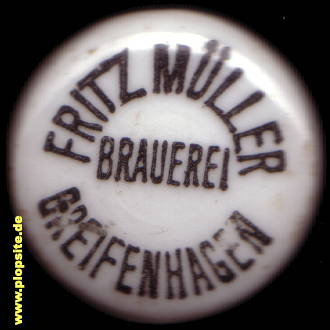 FRITZ MÜLLER
BRAUEREI
GREIFENHAGEN
www.plopsite.de